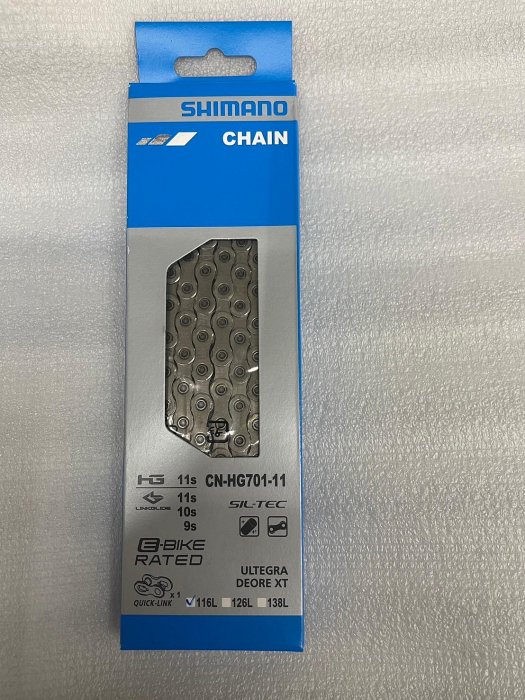 SHIMANO
CHAIN
HG 11s CN-HG701-11
LINKGLIDE 11s
10s
9s
SIL-TEC
E-BIKE
RATED
ULTEGRA
DEORE XT
x1
QUICK-LINK
116L 126L 138L